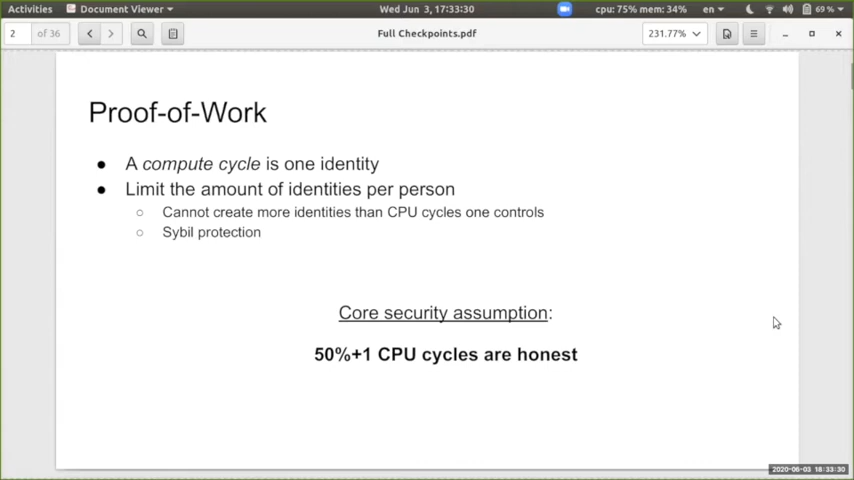 Activities Document Viewer Wed Jun 3, 17:33:30 cpu: 75% mem: 34% en 69 %
2 of 36 Full Checkpoints.pdf 231.77%
Proof-of-Work
● A compute cycle is one identity
● Limit the amount of identities per person
○ Cannot create more identities than CPU cycles one controls
○ Sybil protection
Core security assumption:
50%+1 CPU cycles are honest
2020-06-03 18:33:30